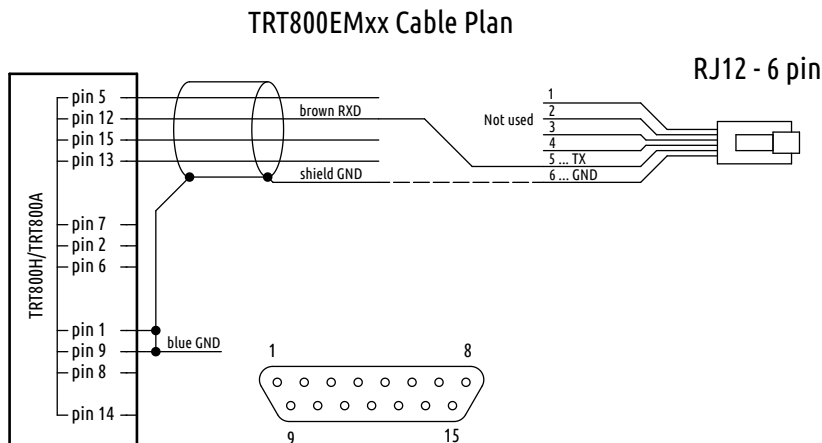 TRT800EMxx Cable Plan
RJ12 - 6 pin
TRT800H/TRT800A
pin 5
pin 12
pin 15
pin 13
pin 7
pin 2
pin 6
pin 1
pin 9
pin 8
pin 14
brown RXD
shield GND
blue GND
Not used
1
2
3
4
5 ... TX
6 ... GND
1 8
9 15